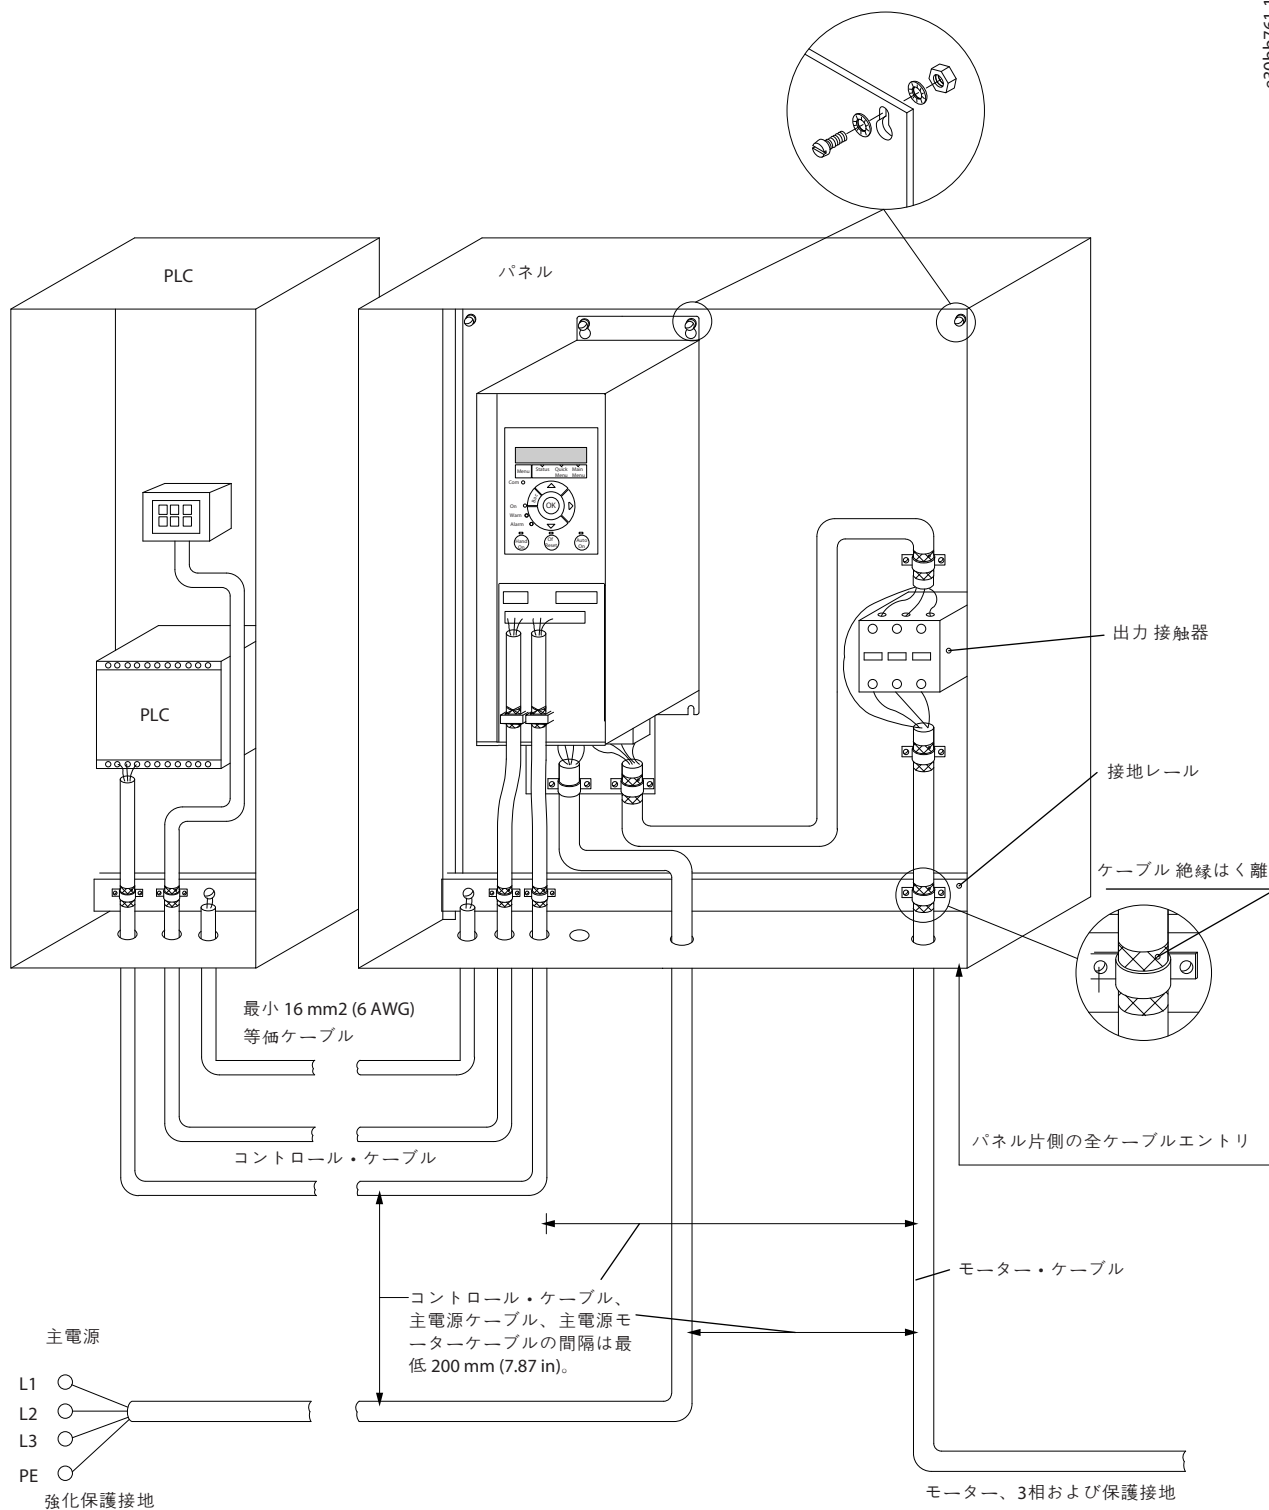 PLC
パネル
Menu
Status
Quick
Menu
Main
Menu
Com
On
Warn
Alarm
OK
Hand
On
Off
Reset
Auto
On
PLC
出力 接触器
接地レール
ケーブル 絶縁はく離
最小 16 mm2 (6 AWG)
等価ケーブル
コントロール・ケーブル
パネル片側の全ケーブルエントリ
モーター・ケーブル
コントロール・ケーブル、
主電源ケーブル、主電源モ
ーターケーブルの間隔は最
低 200 mm (7.87 in)。
主電源
L1
L2
L3
PE
強化保護接地
モーター、3相および保護接地